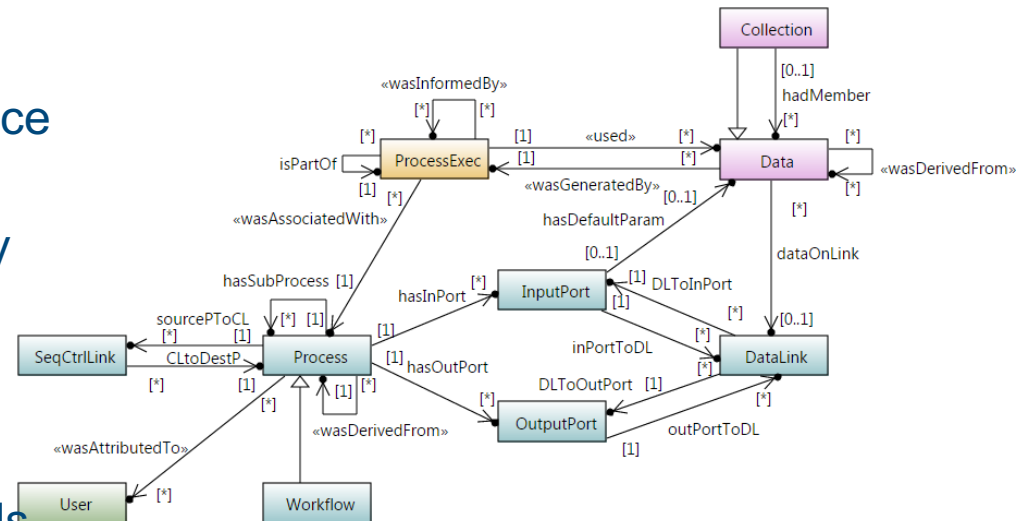 Collection
[0..1]
hadMember
«wasInformedBy»
[*]
[*]
[*]
ce
[*]
[1]
«used»
[*]
[*]
isPartOf
ProcessExec
[1]
[*]
Data
«wasDerivedFrom»
[1]
[*]
«wasGeneratedBy»
[*]
[0..1]
[*]
«wasAssociatedWith»
hasDefaultParam
y
[0..1]
dataOnLink
hasSubProcess
[1]
[*]
InputPort
[1]
DLToInPort
hasInPort
[1]
[*]
[0..1]
sourcePToCL
[*]
[1]
[*]
[1]
[1]
inPortToDL
[*]
SeqCtrlLink
CLtoDestP
Process
[1]
hasOutPort
[*]
DataLink
[*]
[1]
[1]
[*]
DLToOutPort
[1]
[*]
[*]
[*]
OutputPort
outPortToDL
«wasDerivedFrom»
[1]
«wasAttributedTo»
[*]
User
Workflow
ls